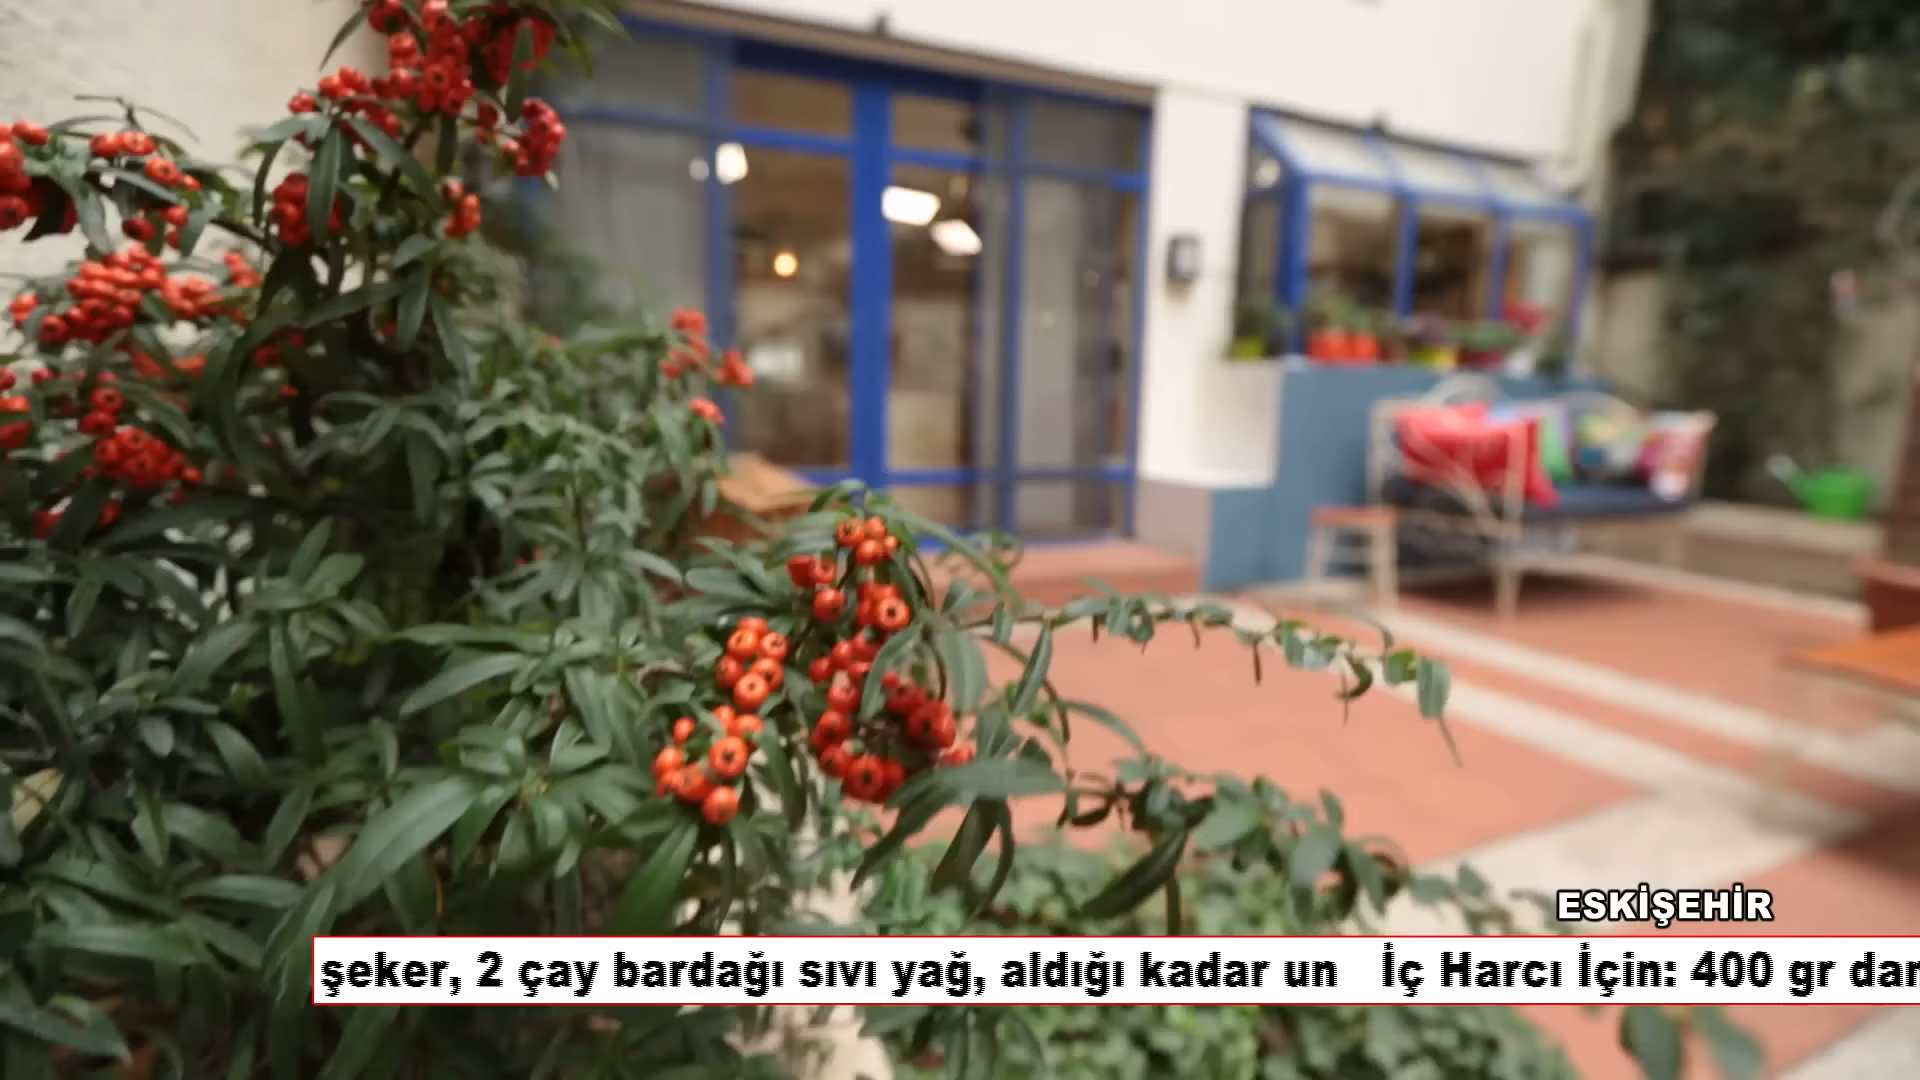 ESKİŞEHİR
şeker, 2 çay bardağı sıvı yağ, aldığı kadar un İç Harcı İçin: 400 gr